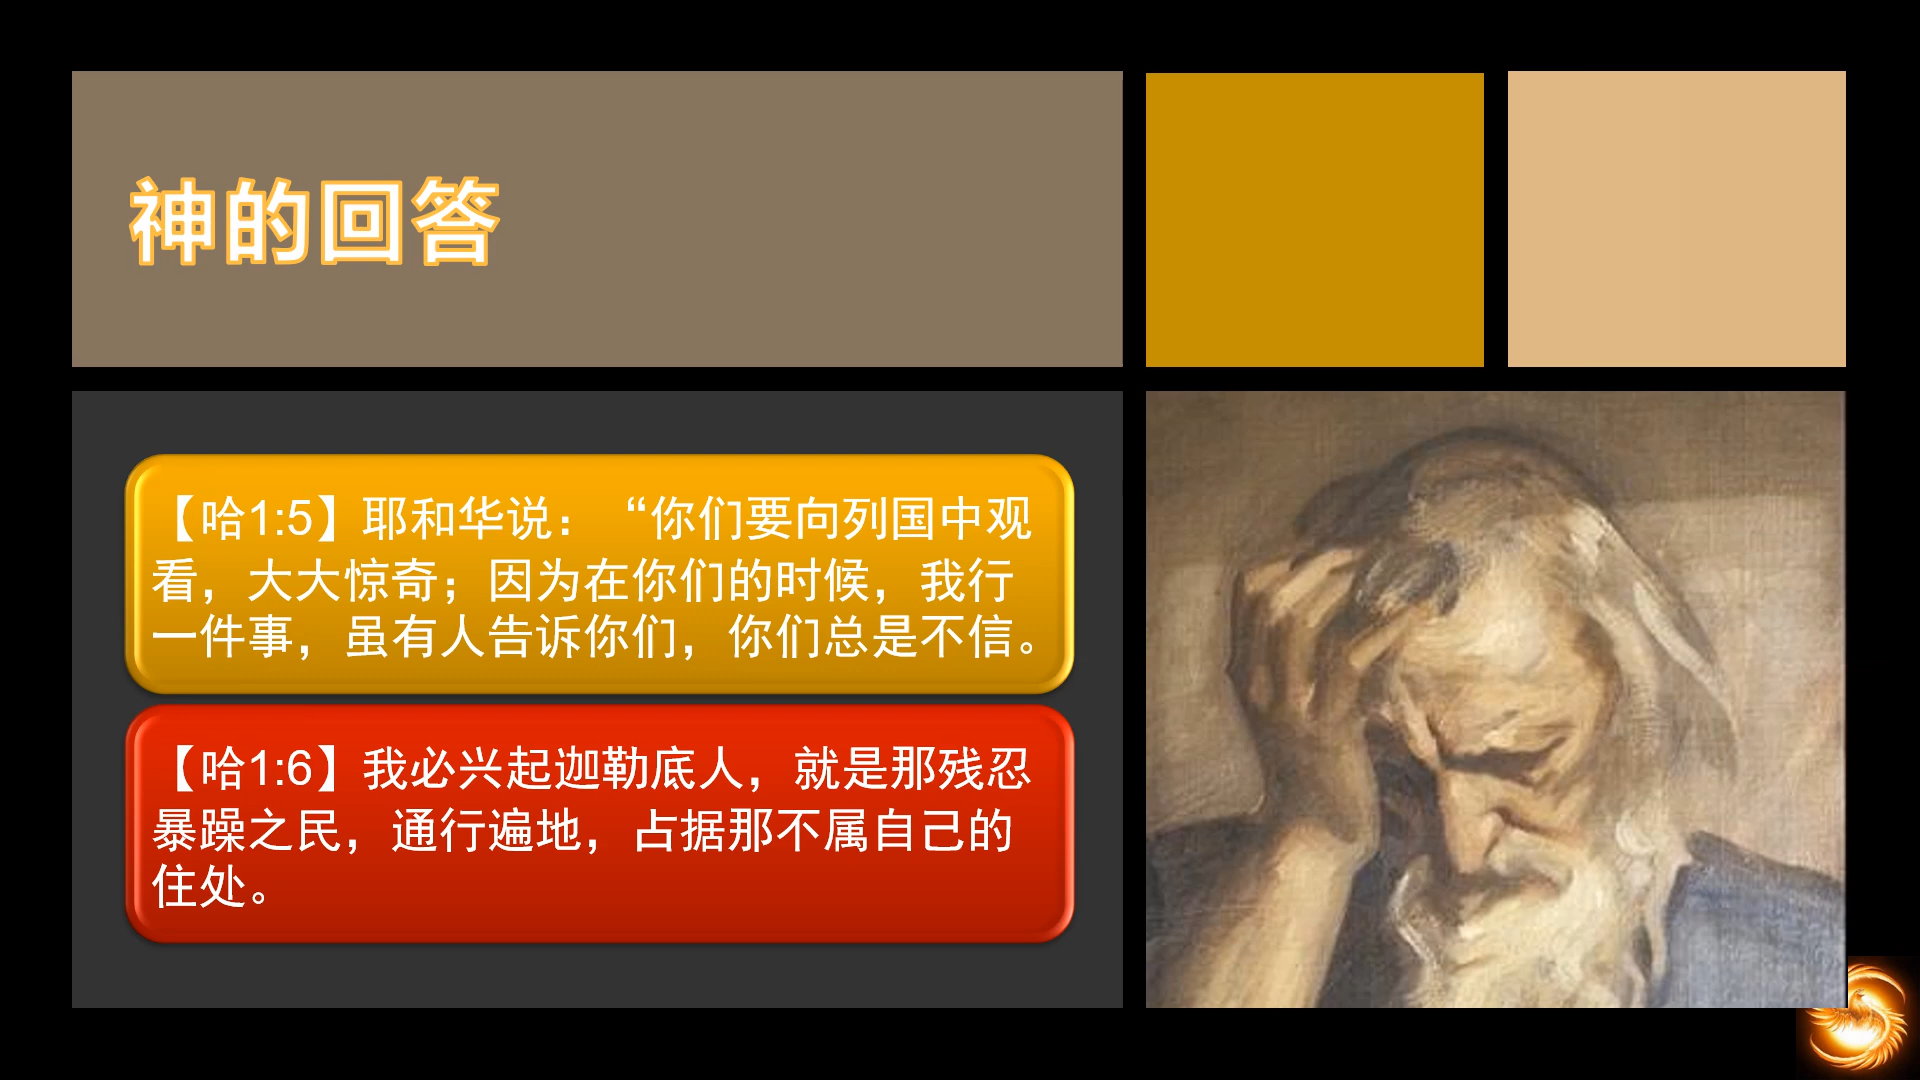 神的回答
【哈1:5】耶和华说：“你们要向列国中观
看，大大惊奇；因为在你们的时候，我行
一件事，虽有人告诉你们，你们总是不信。
【哈1:6】我必兴起迦勒底人，就是那残忍
暴躁之民，通行遍地，占据那不属自己的
住处。